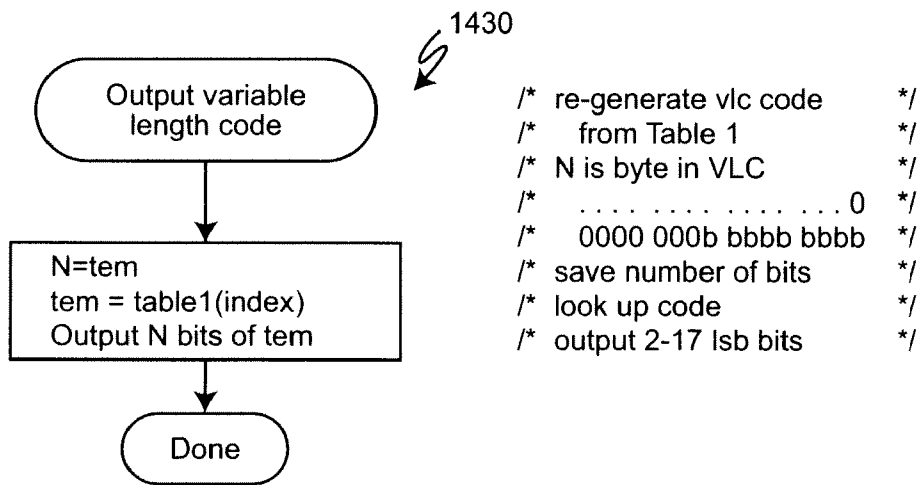 1430
Output variable
length code
N=tem
tem = table1(index)
Output N bits of tem
Done
/* re-generate vlc code */
/* from Table 1 */
/* N is byte in VLC */
/* . . . . . . . . . . . . . . . 0 */
/* 0000 000b bbbb bbbb */
/* save number of bits */
/* look up code */
/* output 2-17 lsb bits */